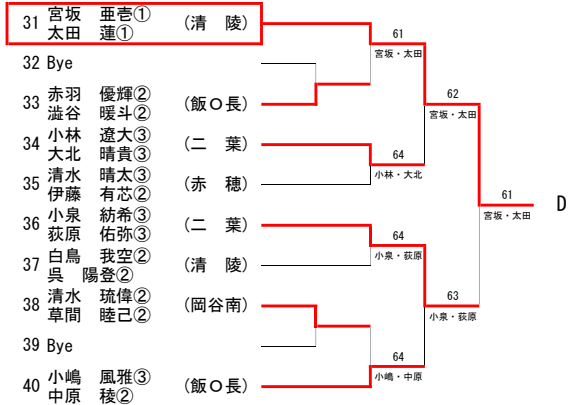 31 宮坂　亜壱① (清　陵)
太田　蓮①
32 Bye
33 赤羽　優輝② (飯O長)
澁谷　暖斗②
34 小林　遼大③ (二　葉)
大北　晴貴③
35 清水　晴太③ (赤　穂)
伊藤　有芯②
36 小泉　紡希③ (二　葉)
荻原　佑弥③
37 白鳥　我空② (清　陵)
呉　陽登②
38 清水　琉偉② (岡谷南)
草間　睦己②
39 Bye
40 小嶋　風雅③ (飯O長)
中原　稜②
61
宮坂・太田
64
小林・大北
64
小泉・荻原
64
小嶋・中原
62
宮坂・太田
63
小泉・荻原
61
宮坂・太田
D